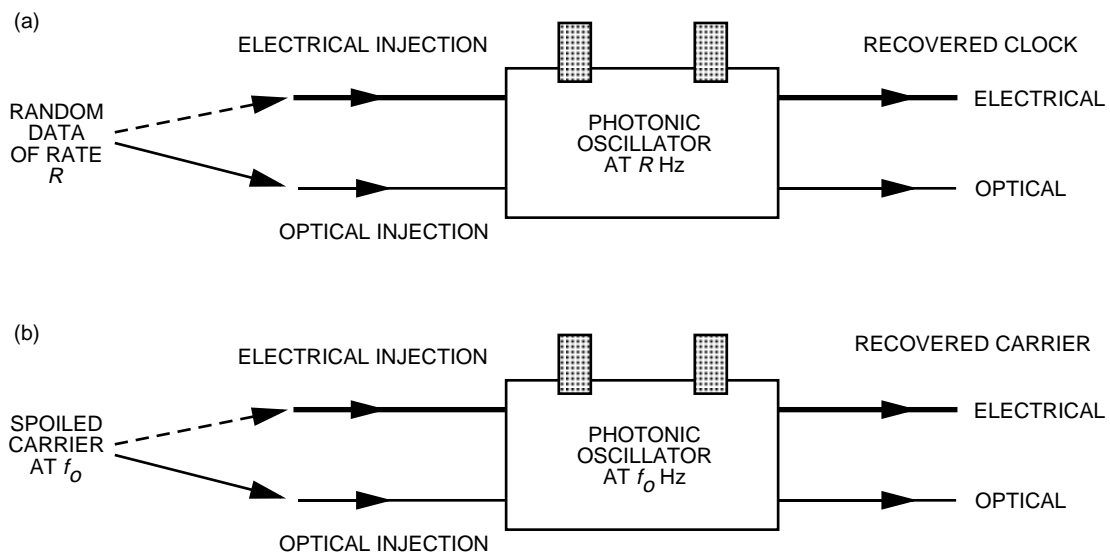 (a)
ELECTRICAL INJECTION
RECOVERED CLOCK
RANDOM
DATA
OF RATE
R
PHOTONIC
OSCILLATOR
AT R Hz
ELECTRICAL
OPTICAL
OPTICAL INJECTION
(b)
ELECTRICAL INJECTION
RECOVERED CARRIER
SPOILED
CARRIER
AT fo
PHOTONIC
OSCILLATOR
AT fo Hz
ELECTRICAL
OPTICAL
OPTICAL INJECTION